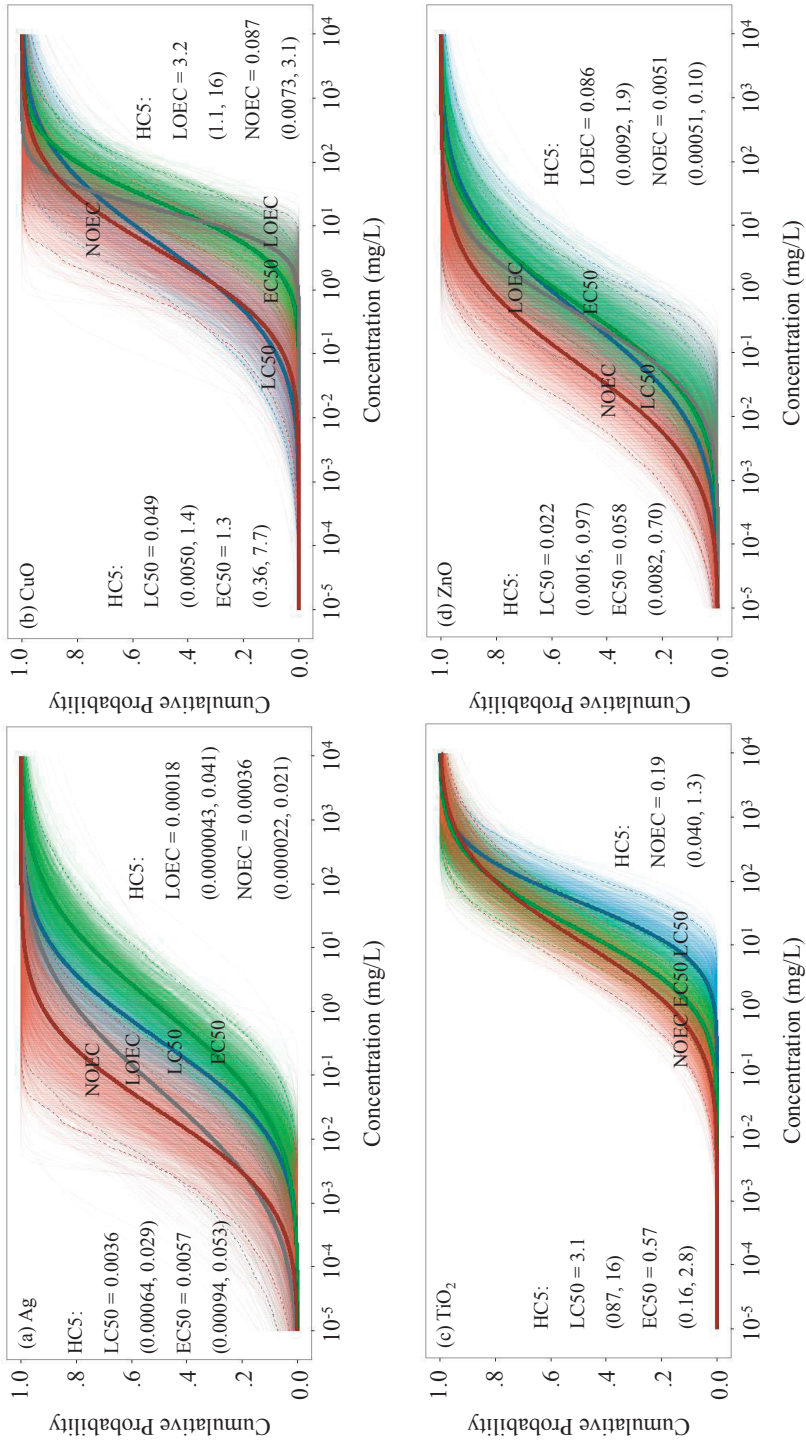 (a) Ag
Cumulative Probability
1.0
.8
.6
.4
.2
0.0
HC5:
LC50 = 0.0036
(0.00064, 0.029)
EC50 = 0.0057
(0.00094, 0.053)
NOEC
LOEC
LC50
EC50
HC5:
LOEC = 0.00018
(0.0000043, 0.041)
NOEC = 0.00036
(0.000022, 0.021)
10-5 10-4 10-3 10-2 10-1 100 101 102 103 104
Concentration (mg/L)
(b) CuO
Cumulative Probability
1.0
.8
.6
.4
.2
0.0
HC5:
LC50 = 0.049
(0.0050, 1.4)
EC50 = 1.3
(0.36, 7.7)
NOEC
LC50
EC50 LOEC
HC5:
LOEC = 3.2
(1.1, 16)
NOEC = 0.087
(0.0073, 3.1)
10-5 10-4 10-3 10-2 10-1 100 101 102 103 104
Concentration (mg/L)
(c) TiO2
Cumulative Probability
1.0
.8
.6
.4
.2
0.0
HC5:
LC50 = 3.1
(087, 16)
EC50 = 0.57
(0.16, 2.8)
NOEC EC50 LC50
HC5:
NOEC = 0.19
(0.040, 1.3)
10-5 10-4 10-3 10-2 10-1 100 101 102 103 104
Concentration (mg/L)
(d) ZnO
Cumulative Probability
1.0
.8
.6
.4
.2
0.0
HC5:
LC50 = 0.022
(0.0016, 0.97)
EC50 = 0.058
(0.0082, 0.70)
LOEC
EC50
NOEC
LC50
HC5:
LOEC = 0.086
(0.0092, 1.9)
NOEC = 0.0051
(0.00051, 0.10)
10-5 10-4 10-3 10-2 10-1 100 101 102 103 104
Concentration (mg/L)